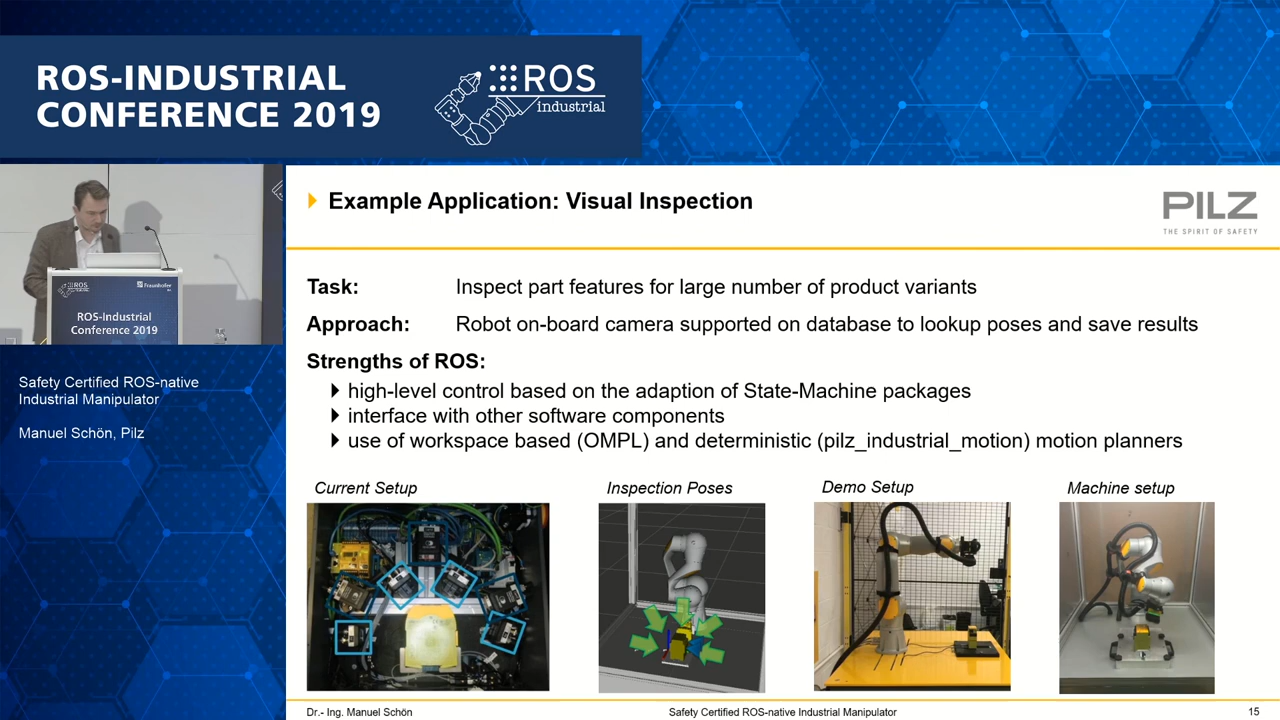 ROS-INDUSTRIAL
CONFERENCE 2019
ROS
industrial
ROS
Fraunhofer
ROS-Industrial
Conference 2019
Safety Certified ROS-native
Industrial Manipulator
Manuel Schön, Pilz
Example Application: Visual Inspection
PILZ
THE SPIRIT OF SAFETY
Task: Inspect part features for large number of product variants
Approach: Robot on-board camera supported on database to lookup poses and save results
Strengths of ROS:
high-level control based on the adaption of State-Machine packages
interface with other software components
use of workspace based (OMPL) and deterministic (pilz_industrial_motion) motion planners
Current Setup
Inspection Poses
Demo Setup
Machine setup
Dr.- Ing. Manuel Schön
Safety Certified ROS-native Industrial Manipulator
15